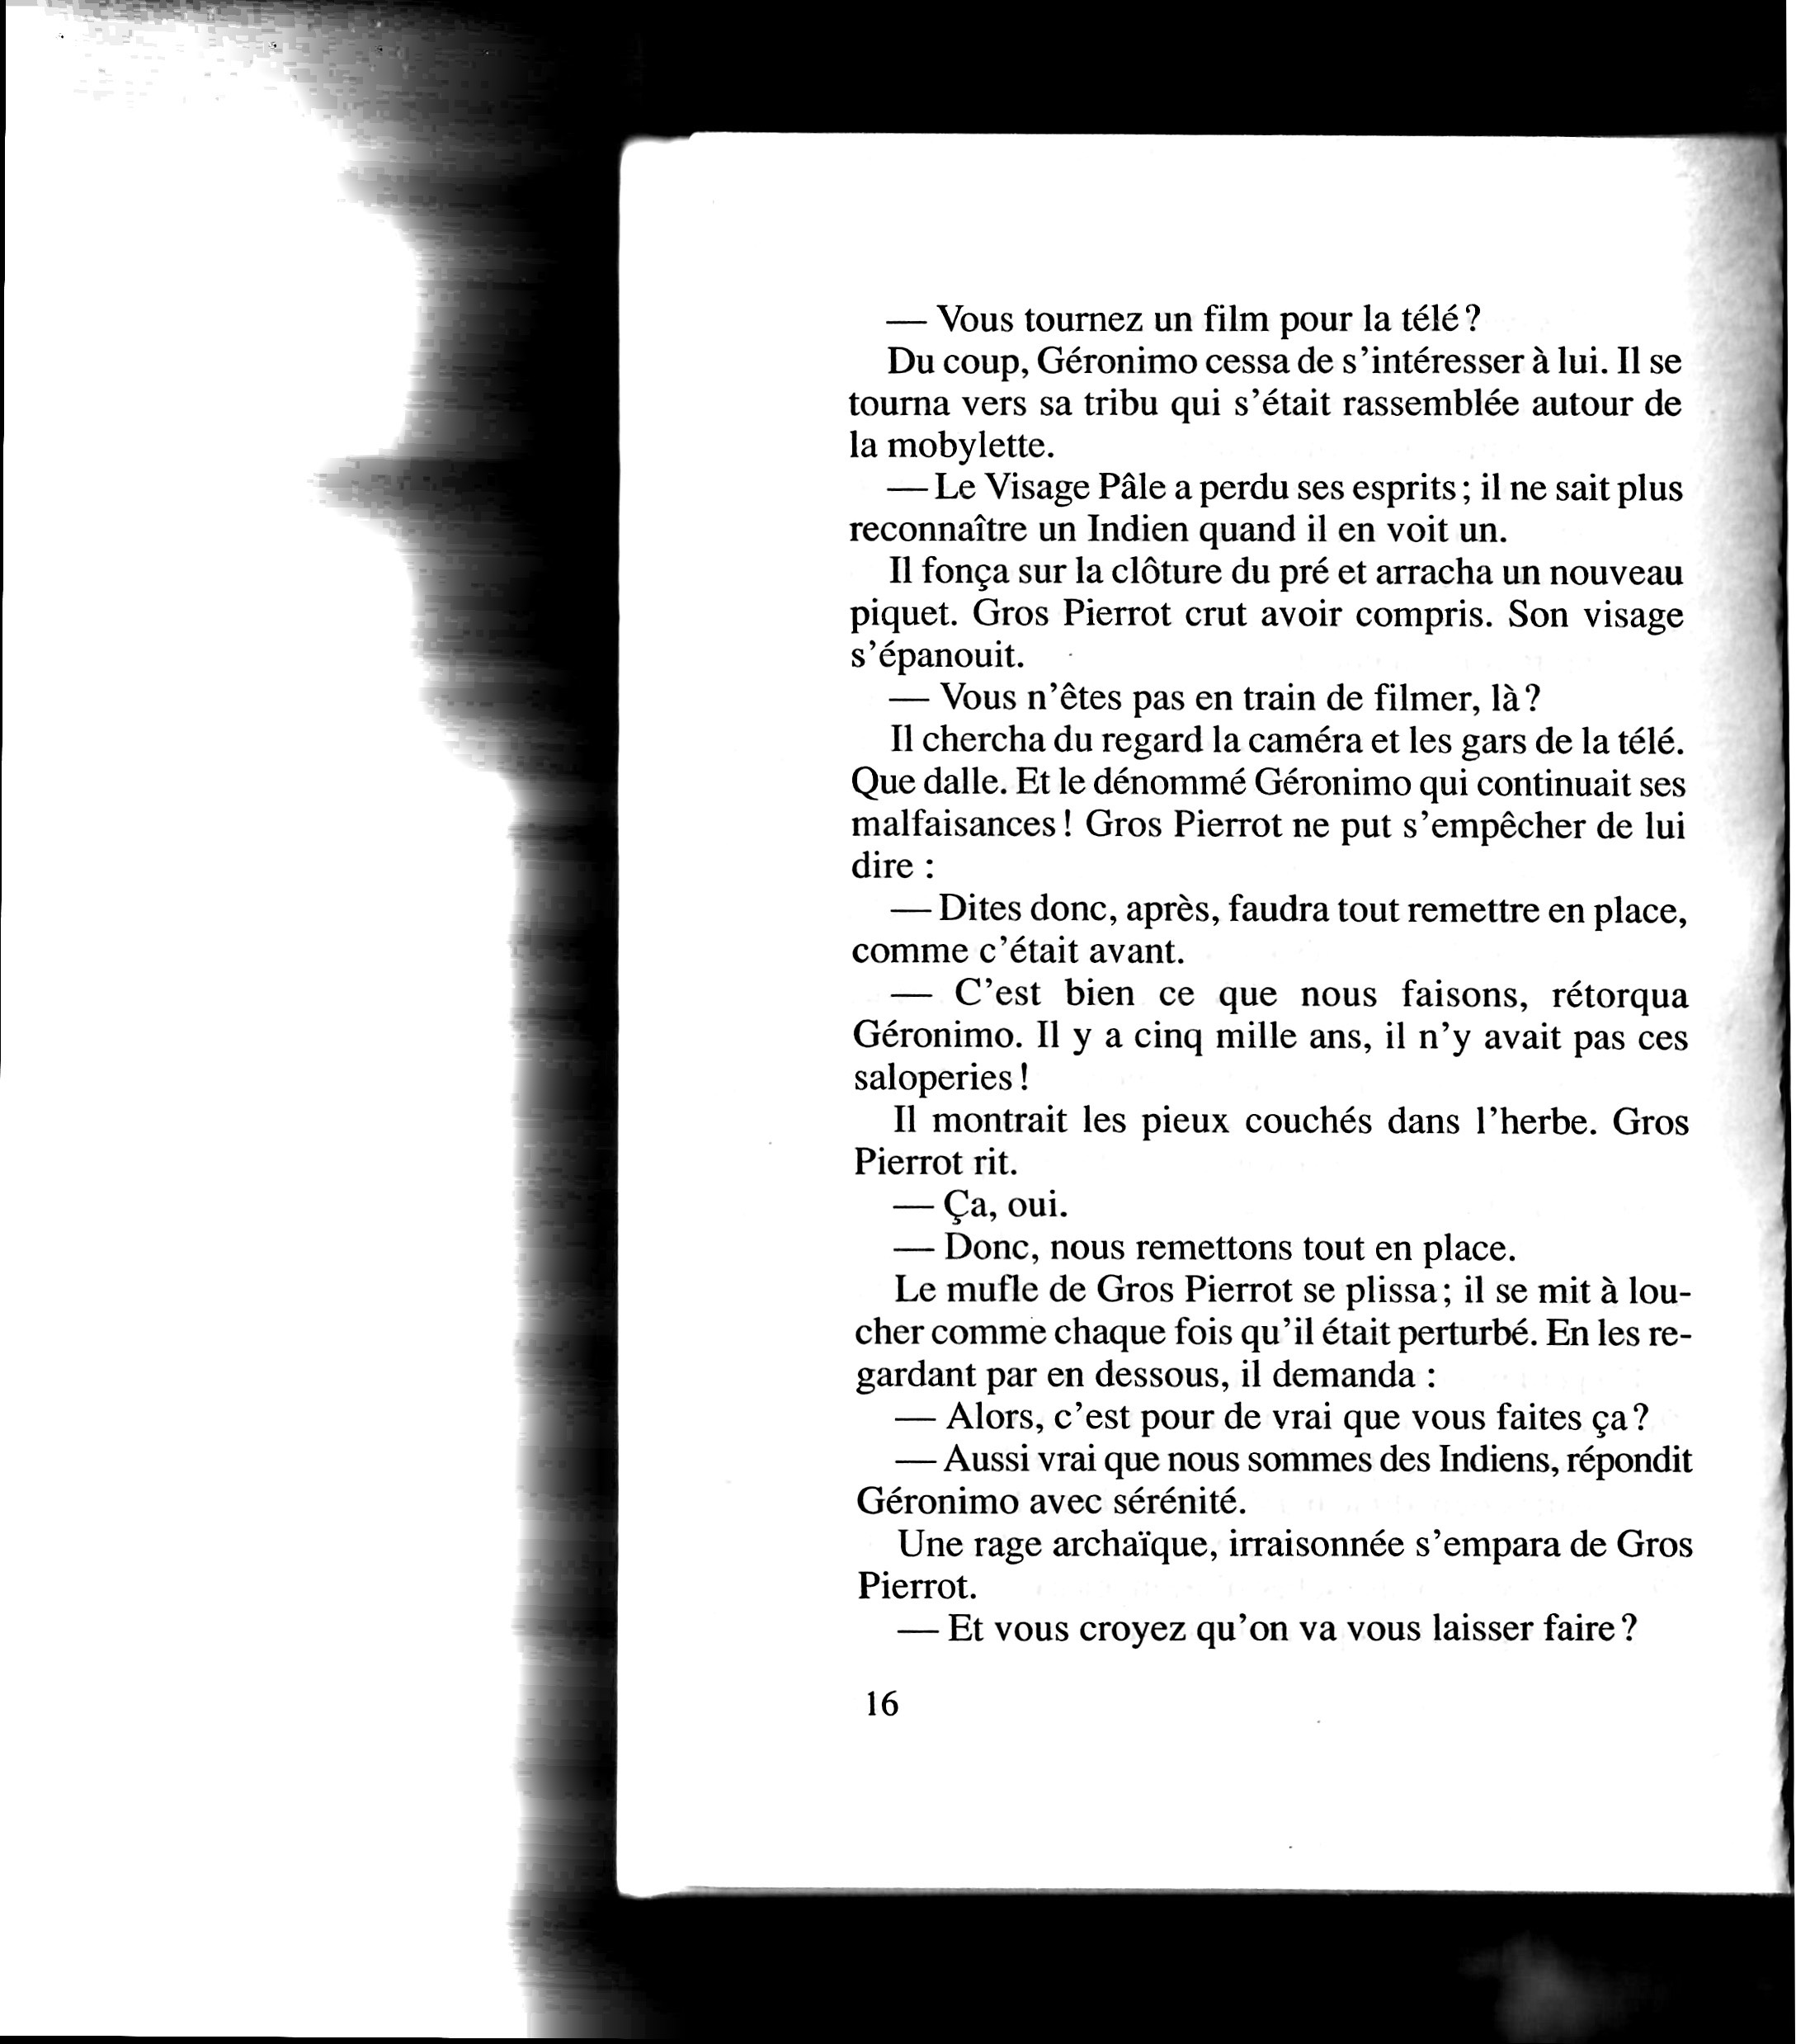 — Vous tournez un film pour la télé ?
Du coup, Géronimo cessa de s'intéresser à lui. Il se
tourna vers sa tribu qui s'était rassemblée autour de
la mobylette.
— Le Visage Pâle a perdu ses esprits ; il ne sait plus
reconnaître un Indien quand il en voit un.
Il fonça sur la clôture du pré et arracha un nouveau
piquet. Gros Pierrot crut avoir compris. Son visage
s'épanouit.
— Vous n'êtes pas en train de filmer, là ?
Il chercha du regard la caméra et les gars de la télé.
Que dalle. Et le dénommé Géronimo qui continuait ses
malfaisances ! Gros Pierrot ne put s'empêcher de lui
dire :
— Dites donc, après, faudra tout remettre en place,
comme c'était avant.
— C'est bien ce que nous faisons, rétorqua
Géronimo. Il y a cinq mille ans, il n'y avait pas ces
saloperies !
Il montrait les pieux couchés dans l'herbe. Gros
Pierrot rit.
— Ça, oui.
— Donc, nous remettons tout en place.
Le mufle de Gros Pierrot se plissa ; il se mit à lou-
cher comme chaque fois qu'il était perturbé. En les re-
gardant par en dessous, il demanda :
— Alors, c'est pour de vrai que vous faites ça ?
— Aussi vrai que nous sommes des Indiens, répondit
Géronimo avec sérénité.
Une rage archaïque, irraisonnée s'empara de Gros
Pierrot.
— Et vous croyez qu'on va vous laisser faire ?
16